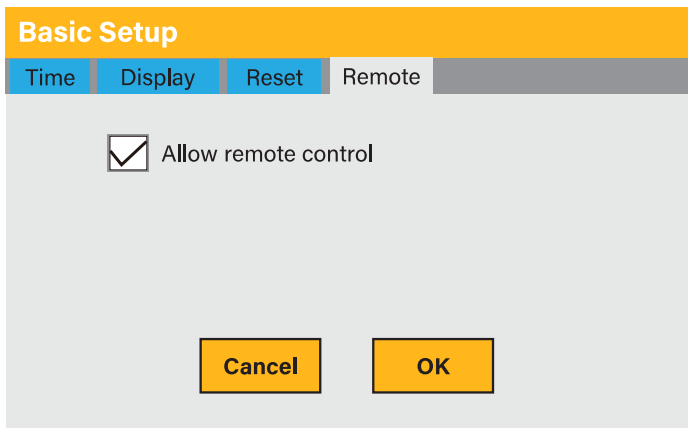 Basic Setup
Time Display Reset Remote
Allow remote control
Cancel OK